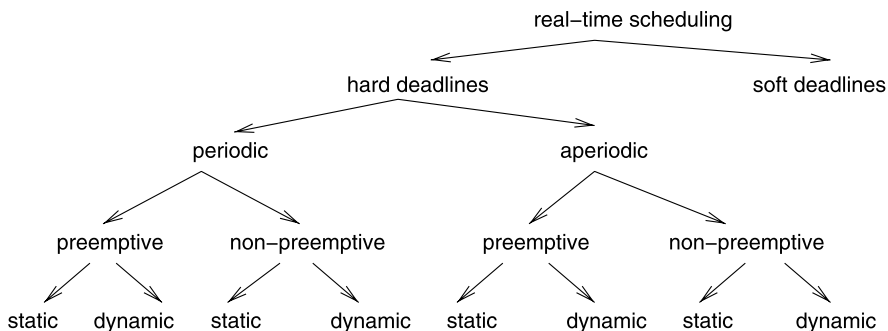 real−time scheduling
hard deadlines soft deadlines
periodic aperiodic
preemptive non−preemptive preemptive non−preemptive
static dynamic static dynamic static dynamic static dynamic